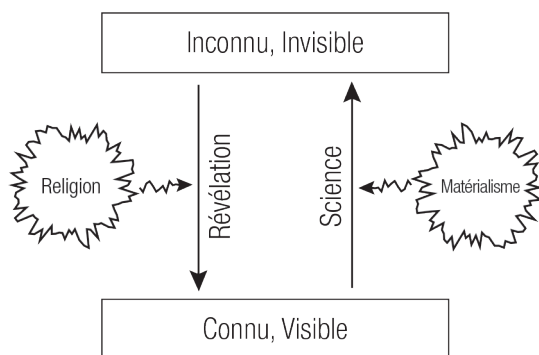 Inconnu, Invisible
Religion
Révélation
Science
Matérialisme
Connu, Visible